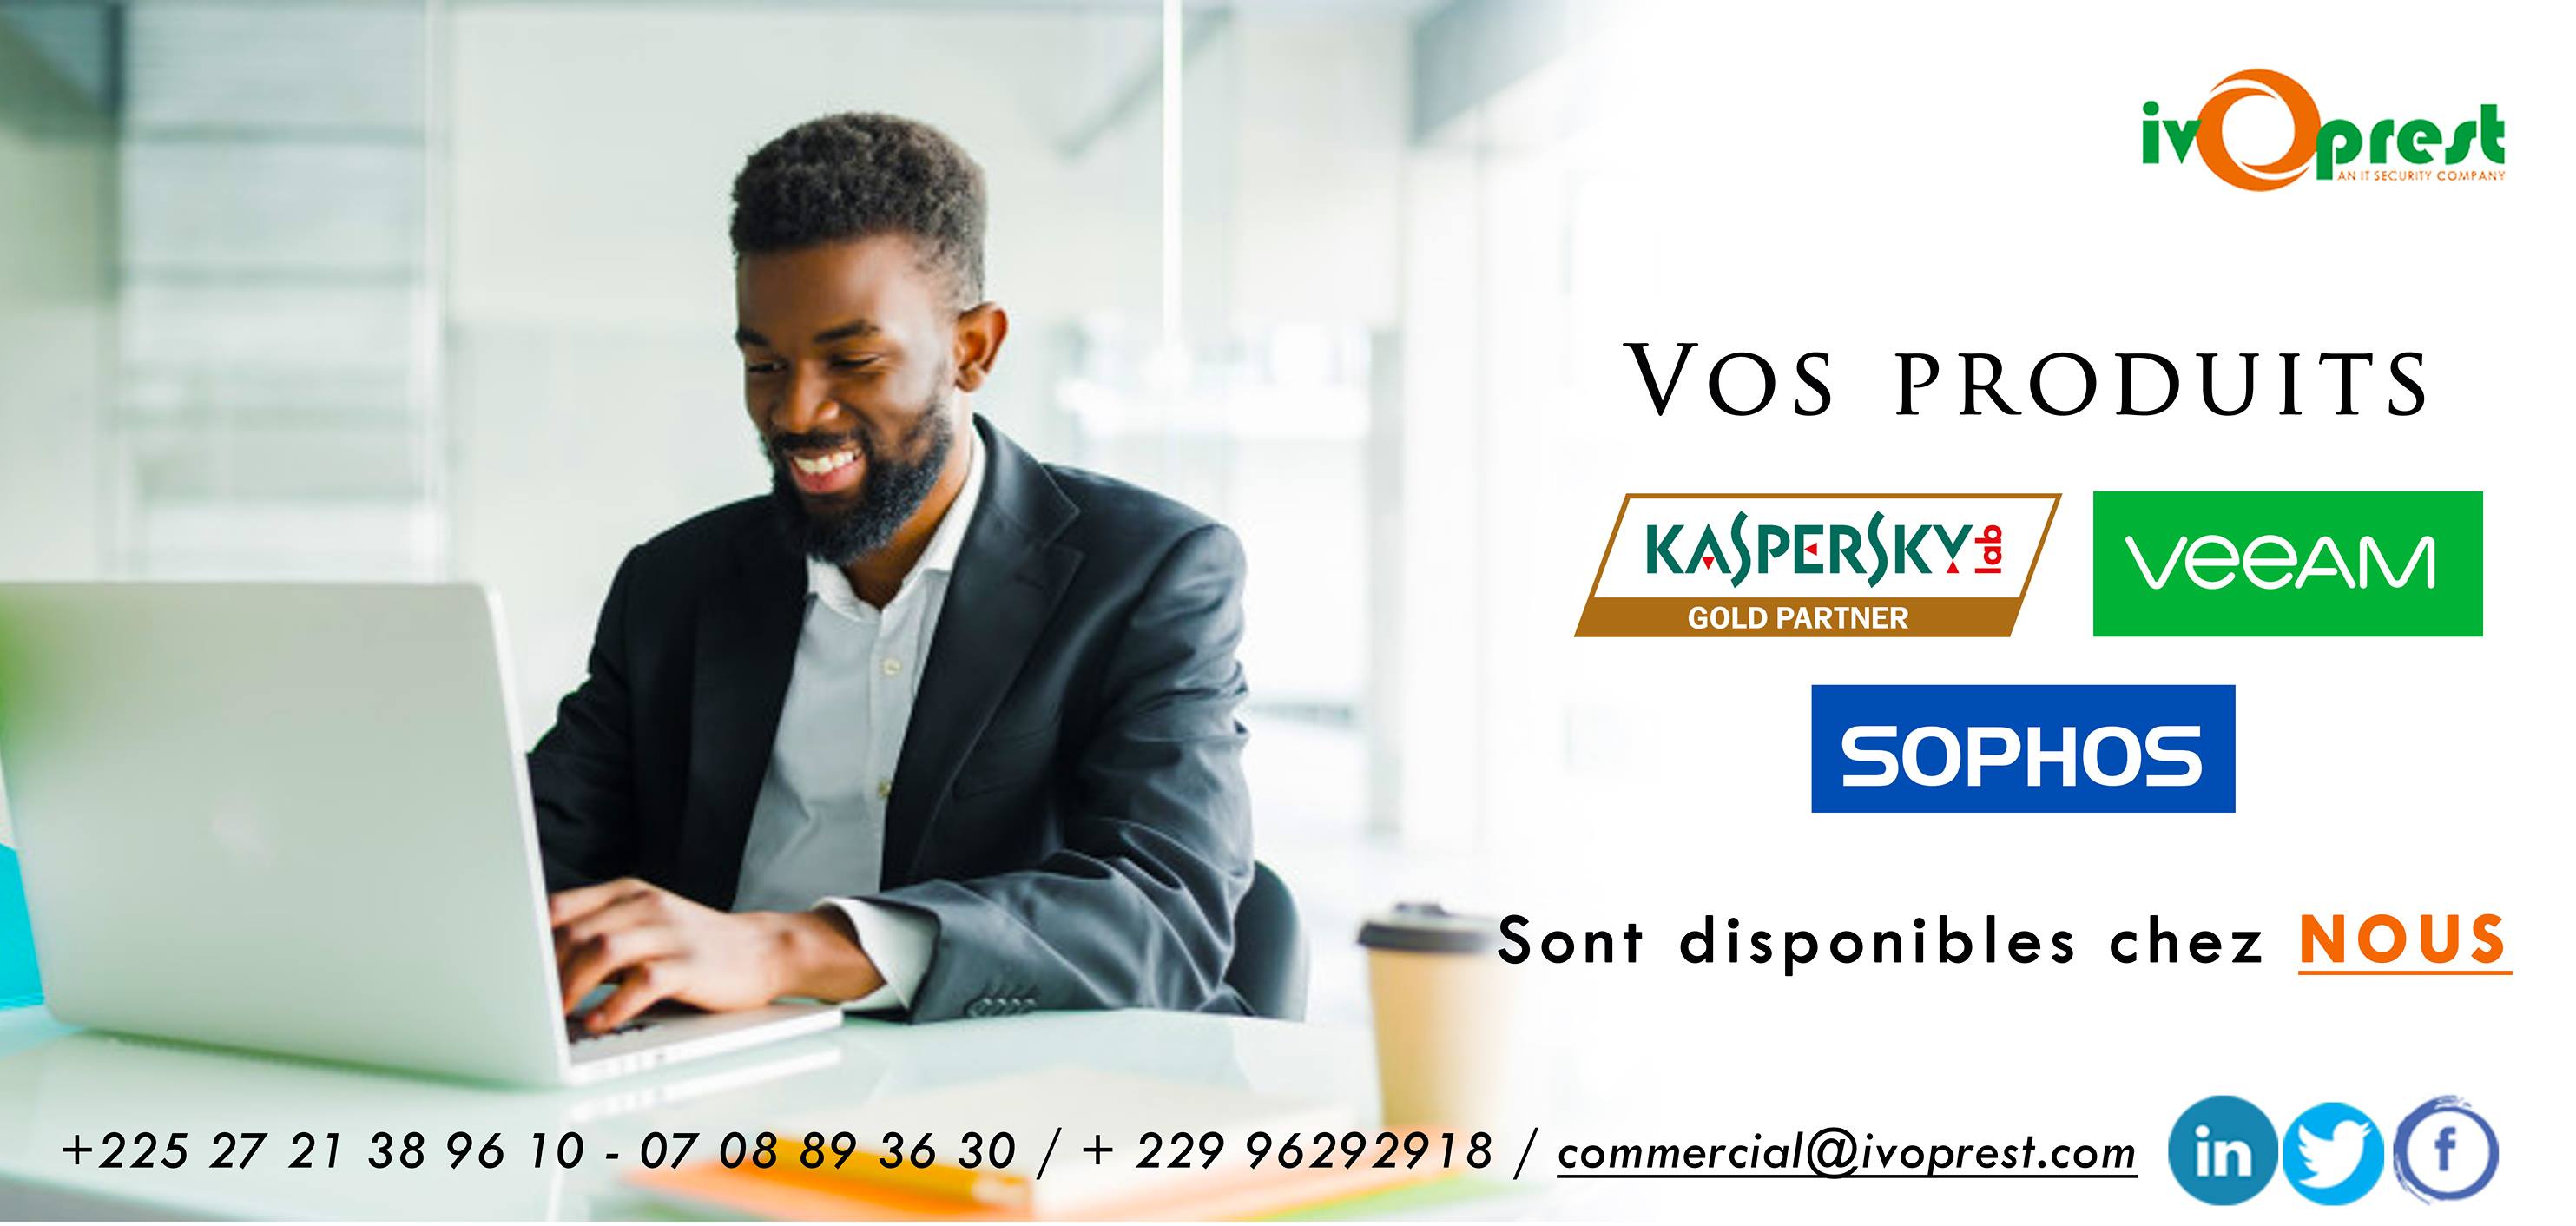 ivOprest
AN IT SECURITY COMPANY
VOS PRODUITS
KASPERSKY lab
GOLD PARTNER
veeAM
SOPHOS
Sont disponibles chez NOUS
+225 27 21 38 96 10 - 07 08 89 36 30 / + 229 96292918 / commercial@ivoprest.com
in
f